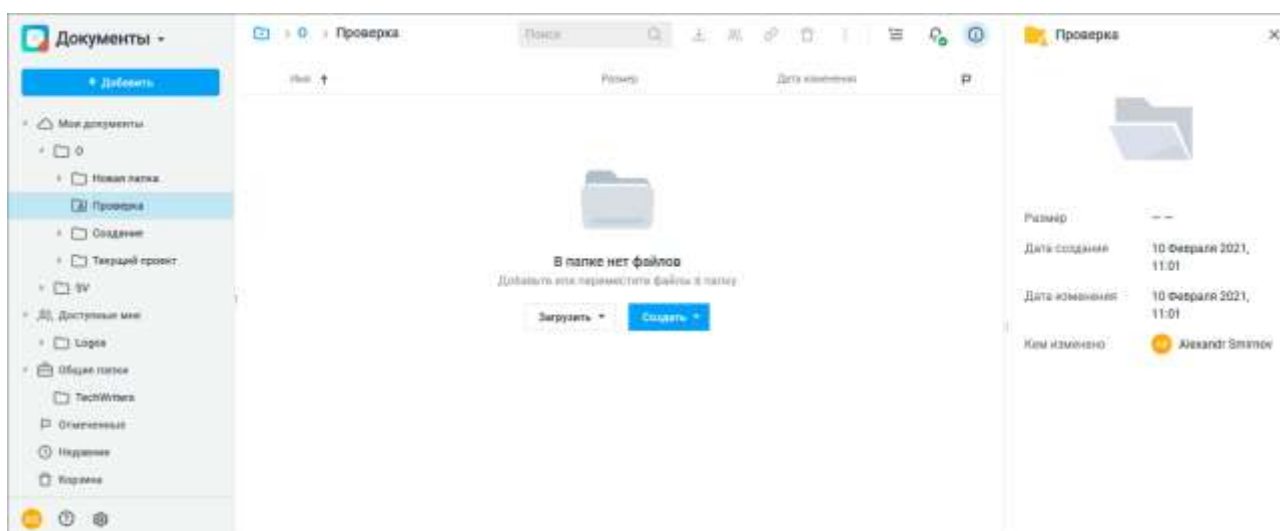 Документы
+ Добавить
Мои документы
0
Новая папка
Проверка
Создание
Текущий проект
SV
Доступные мне
Logos
Общие папки
TechWriters
Отмеченные
Недавние
Корзина
0 Проверка
Поиск
Имя ↑ Размер Дата изменения
В папке нет файлов
Добавьте или переместите файлы в папку
Загрузить Создать
Проверка
Размер — —
Дата создания 10 Февраля 2021,
11:01
Дата изменения 10 Февраля 2021,
11:01
Кем изменено Alexandr Smirnov